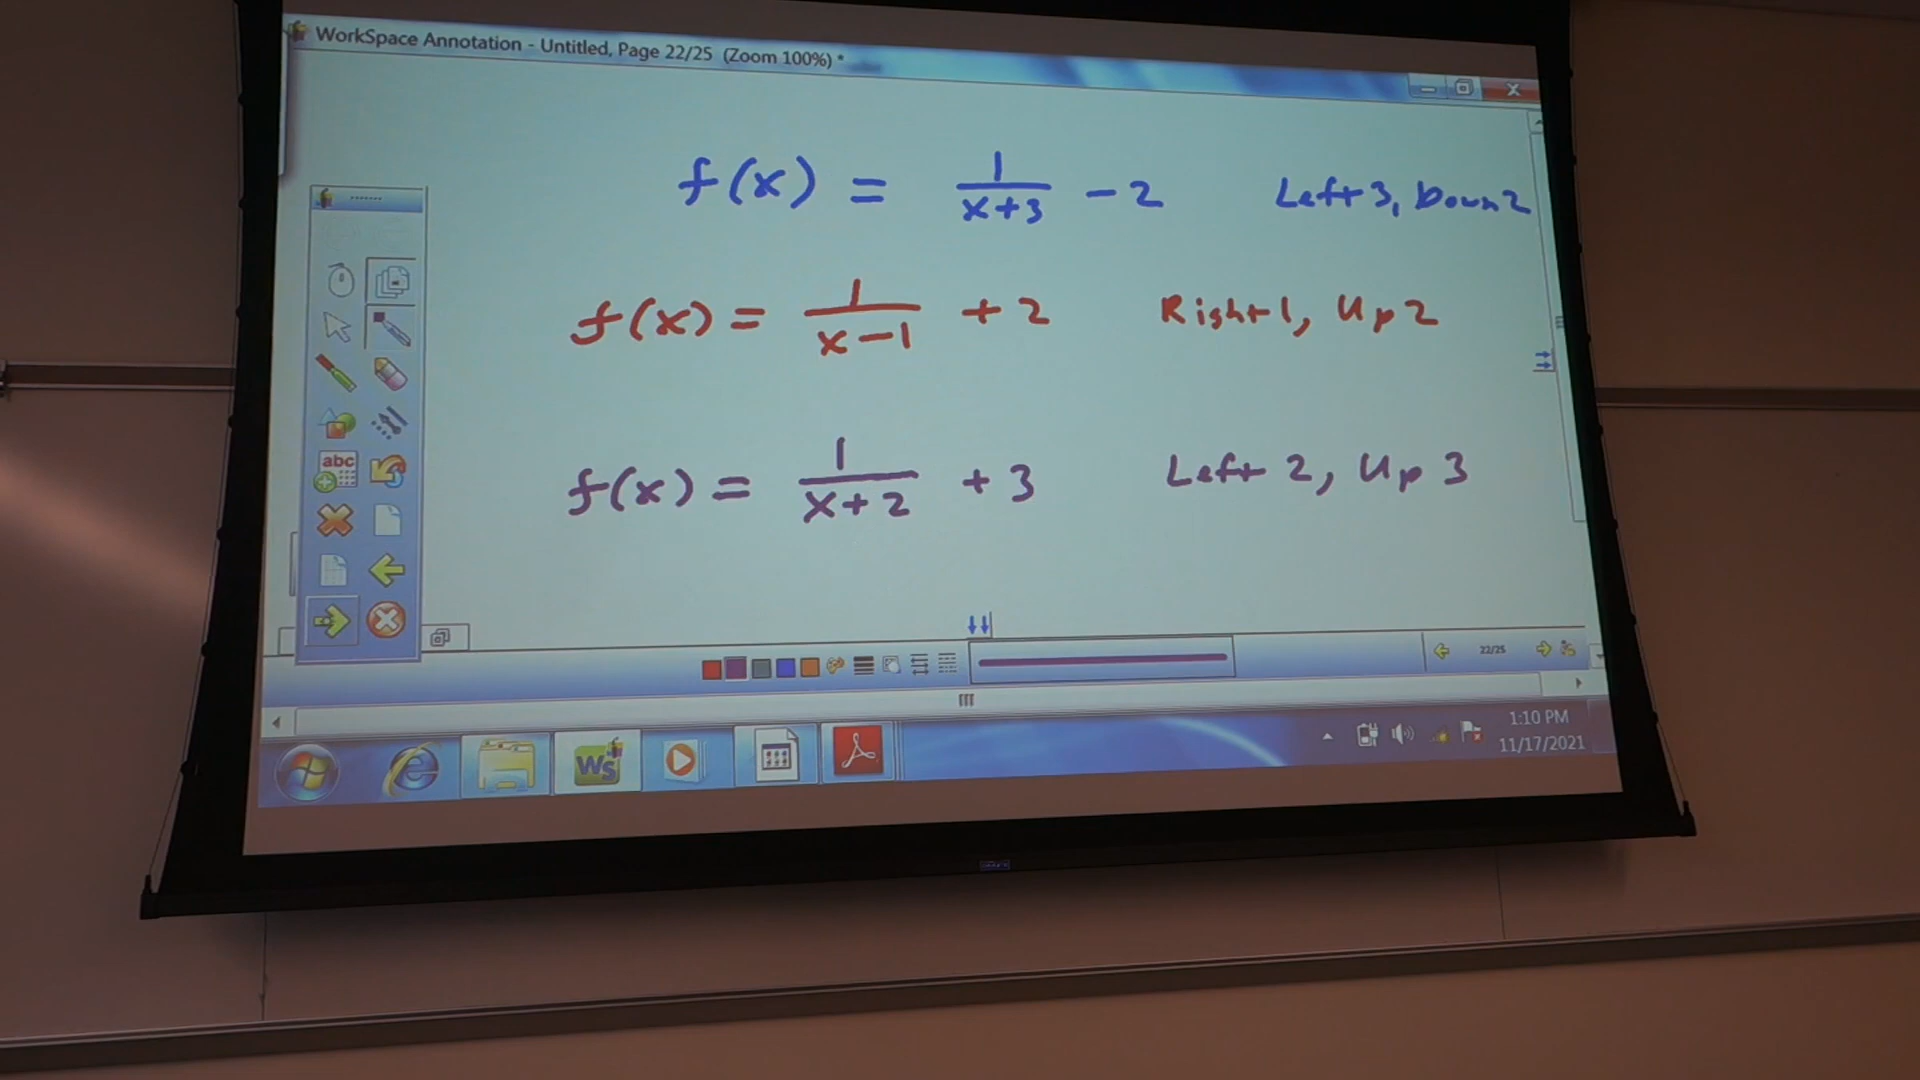 WorkSpace Annotation - Untitled, Page 22/25 (Zoom 100%) *
f(x) = 1/(x+3) - 2 Left 3, Down 2
f(x) = 1/(x-1) + 2 Right 1, Up 2
f(x) = 1/(x+2) + 3 Left 2, Up 3
abc
22/25
WS
1:10 PM
11/17/2021